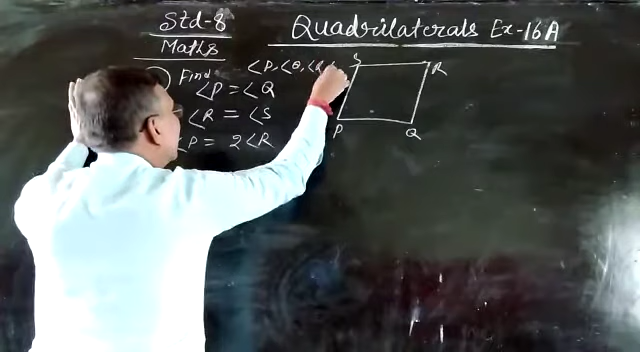 Std-8
Quadrilaterals Ex-16A
Maths
Find <P, <Q, <R,
<P = <Q
<R = <S
<P = 2<R
S
R
P
Q